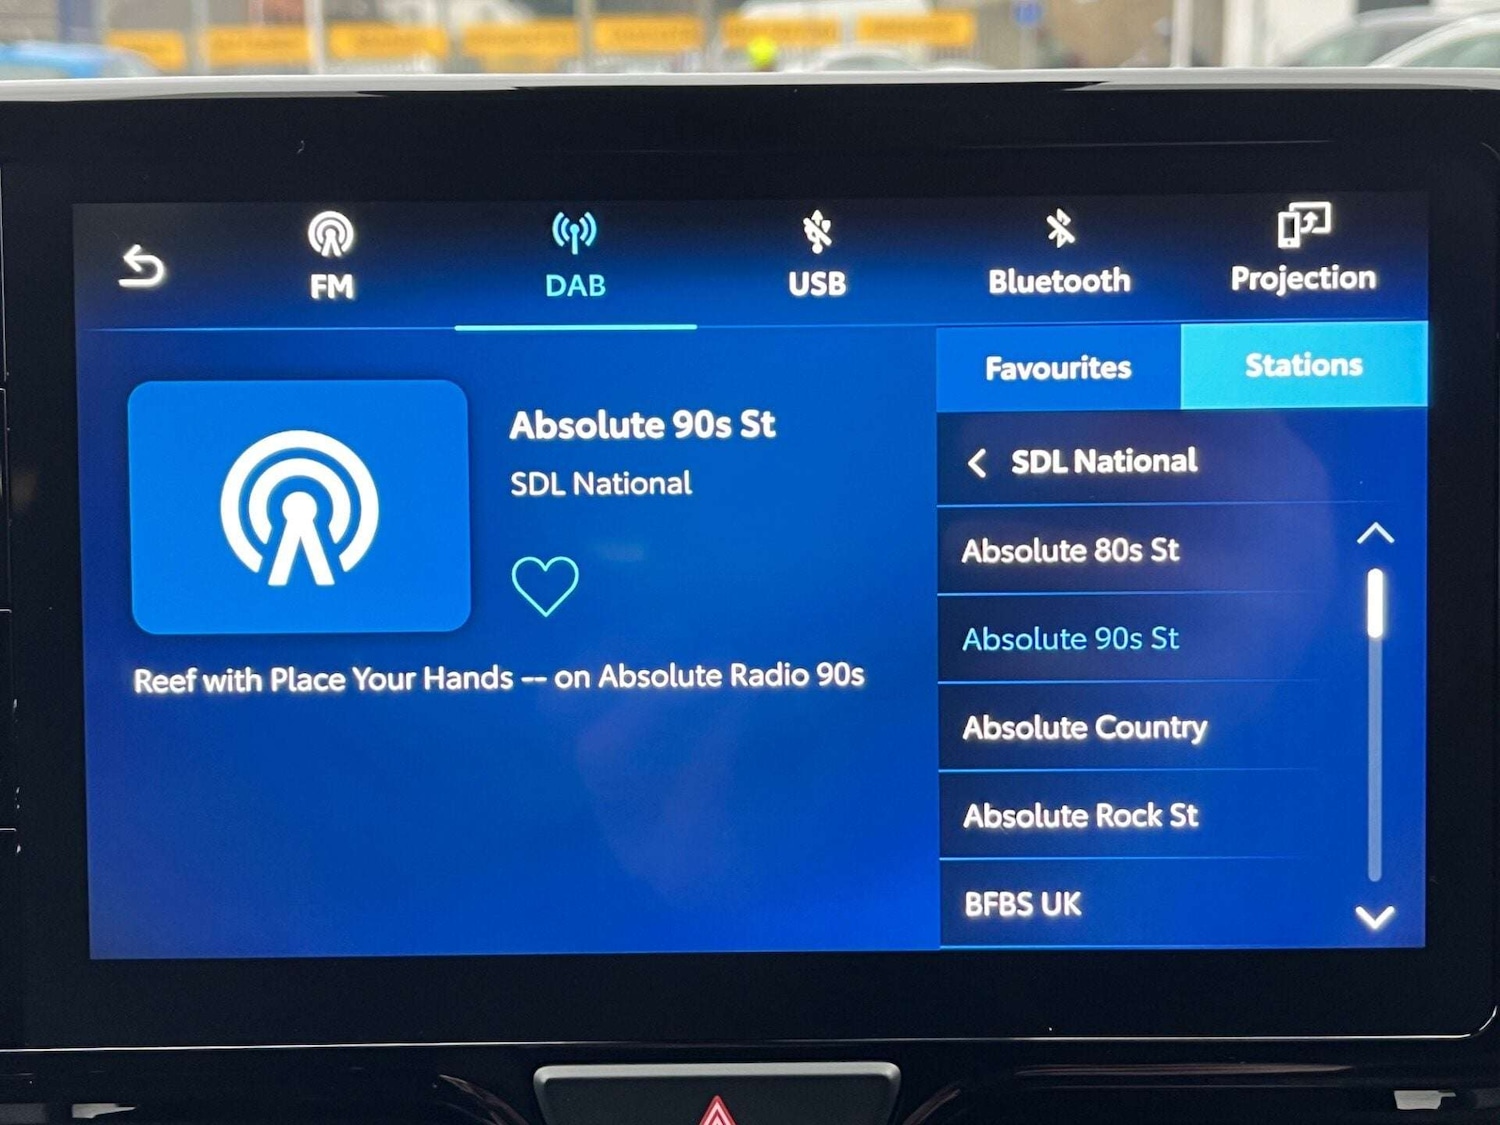 FM
DAB
USB
Bluetooth
Projection
Absolute 90s St
SDL National
Reef with Place Your Hands -- on Absolute Radio 90s
Favourites
Stations
SDL National
Absolute 80s St
Absolute 90s St
Absolute Country
Absolute Rock St
BFBS UK